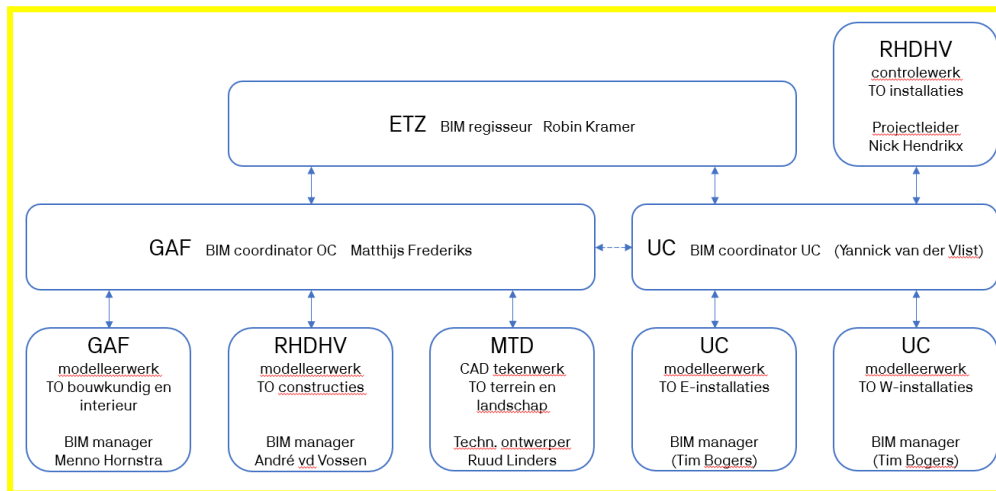 RHDHV
controlewerk
TO installaties
Projectleider
Nick Hendrikx
ETZ BIM regisseur Robin Kramer
GAF BIM coordinator OC Matthijs Frederiks
UC BIM coordinator UC (Yannick van der Vlist)
GAF
modelleerwerk
TO bouwkundig en
interieur
BIM manager
Menno Hornstra
RHDHV
modelleerwerk
TO constructies
BIM manager
André vd Vossen
MTD
CAD tekenwerk
TO terrein en
landschap
Techn. ontwerper
Ruud Linders
UC
modelleerwerk
TO E-installaties
BIM manager
(Tim Bogers)
UC
modelleerwerk
TO W-installaties
BIM manager
(Tim Bogers)